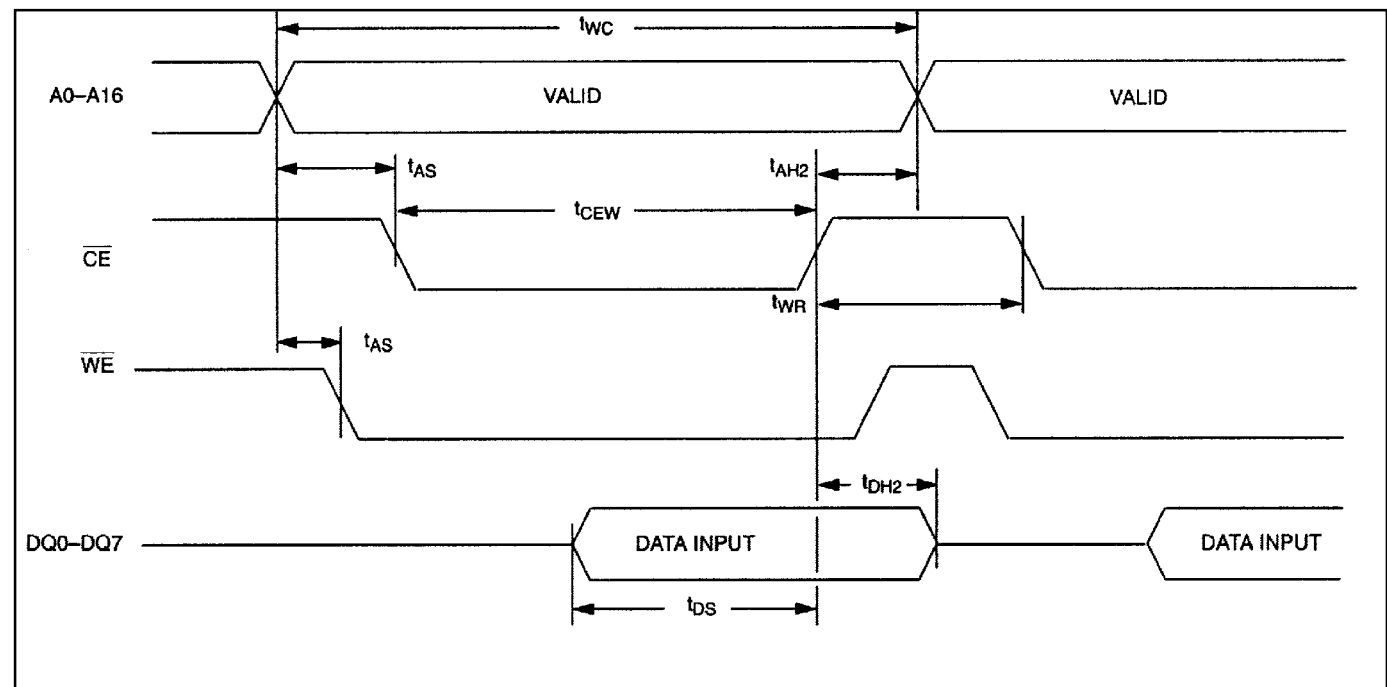 tWC
A0–A16
VALID
VALID
tAS
tAH2
tCEW
CE
tWR
tAS
WE
tDH2
DQ0–DQ7
DATA INPUT
DATA INPUT
tDS